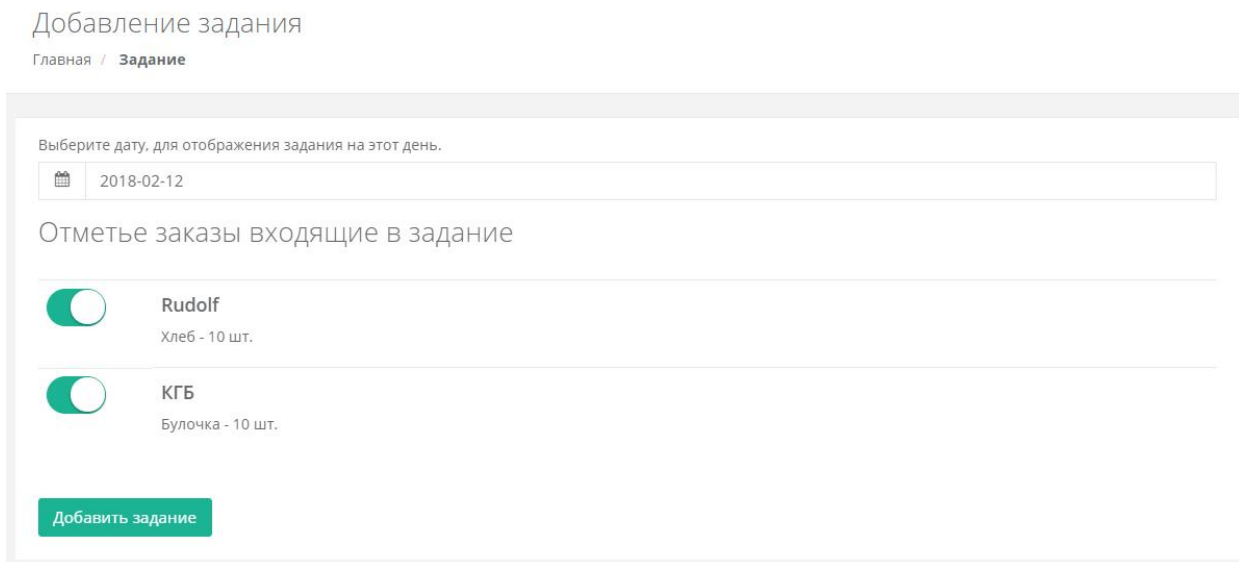 Добавление задания
Главная / Задание
Выберите дату, для отображения задания на этот день.
2018-02-12
Отметье заказы входящие в задание
Rudolf
Хлеб - 10 шт.
КГБ
Булочка - 10 шт.
Добавить задание